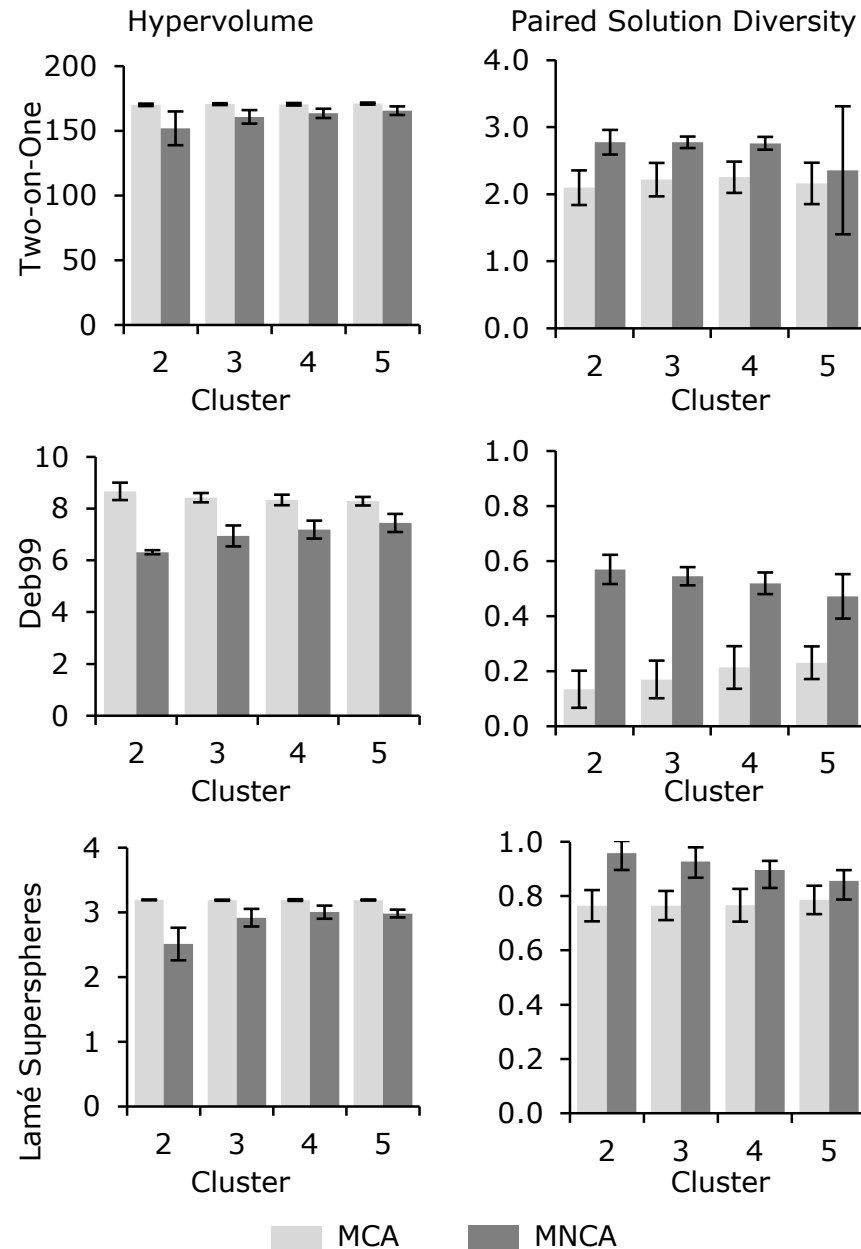 Hypervolume
Paired Solution Diversity
Two-on-One
200
150
100
50
0
2 3 4 5
Cluster
4.0
3.0
2.0
1.0
0.0
2 3 4 5
Cluster
Deb99
10
8
6
4
2
0
2 3 4 5
Cluster
1.0
0.8
0.6
0.4
0.2
0.0
2 3 4 5
Cluster
Lamé Superspheres
4
3
2
1
0
2 3 4 5
Cluster
1.0
0.8
0.6
0.4
0.2
0.0
2 3 4 5
Cluster
MCA MNCA